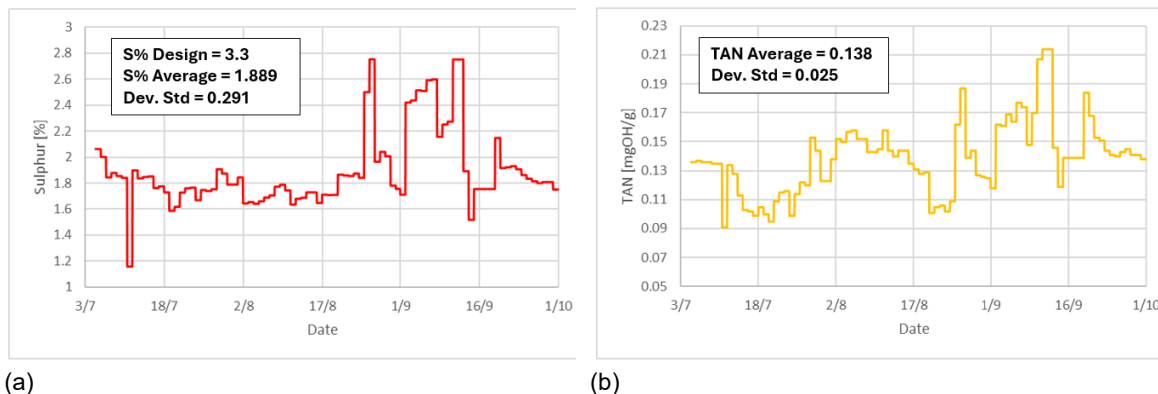 3
2.8
2.6
2.4
2.2
2
1.8
1.6
1.4
1.2
1
Sulphur [%]
S% Design = 3.3
S% Average = 1.889
Dev. Std = 0.291
3/7 18/7 2/8 17/8 1/9 16/9 1/10
Date
(a)
0.23
0.21
0.19
0.17
0.15
0.13
0.11
0.09
0.07
0.05
TAN [mgOH/g]
TAN Average = 0.138
Dev. Std = 0.025
3/7 18/7 2/8 17/8 1/9 16/9 1/10
Date
(b)